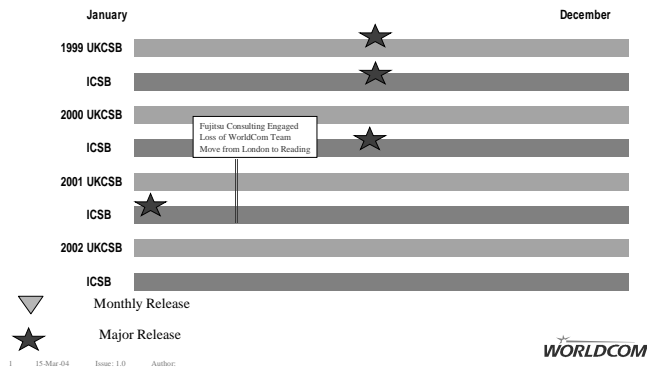 January December
1999 UKCSB
ICSB
2000 UKCSB
Fujitsu Consulting Engaged
Loss of WorldCom Team
Move from London to Reading
ICSB
2001 UKCSB
ICSB
2002 UKCSB
ICSB
Monthly Release
Major Release
1 15-Mar-04 Issue: 1.0 Author:
WORLDCOM